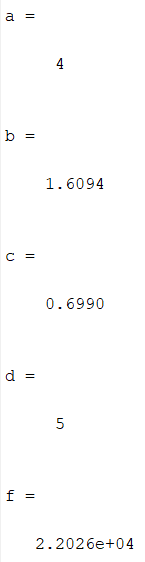 a =
4
b =
1.6094
c =
0.6990
d =
5
f =
2.2026e+04